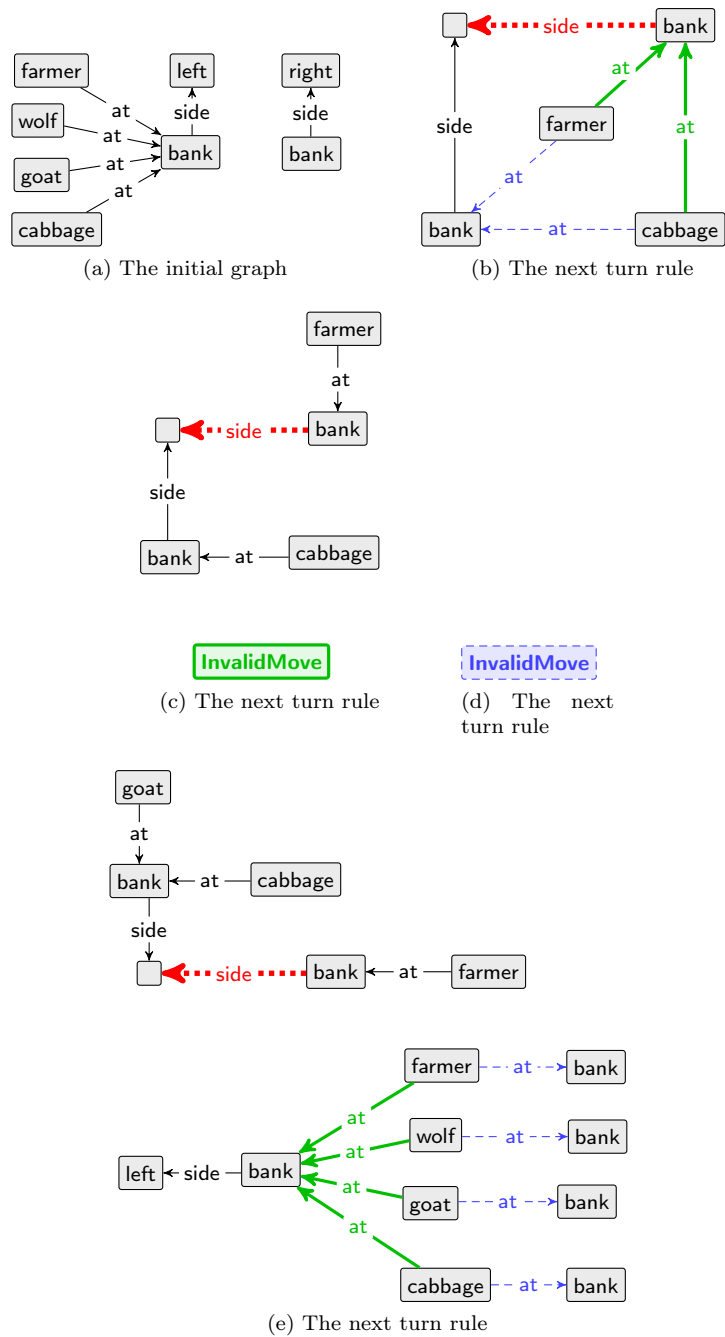 farmer left right
at side side
wolf at
bank bank
goat at
at
cabbage
(a) The initial graph
side bank
at
side farmer at
at
bank at cabbage
(b) The next turn rule
farmer
at
side bank
side
bank at cabbage
InvalidMove
(c) The next turn rule
InvalidMove
(d) The next
turn rule
goat
at
bank at cabbage
side
side bank at farmer
farmer at bank
at
wolf at bank
at
left side bank
at goat at bank
at
cabbage at bank
(e) The next turn rule